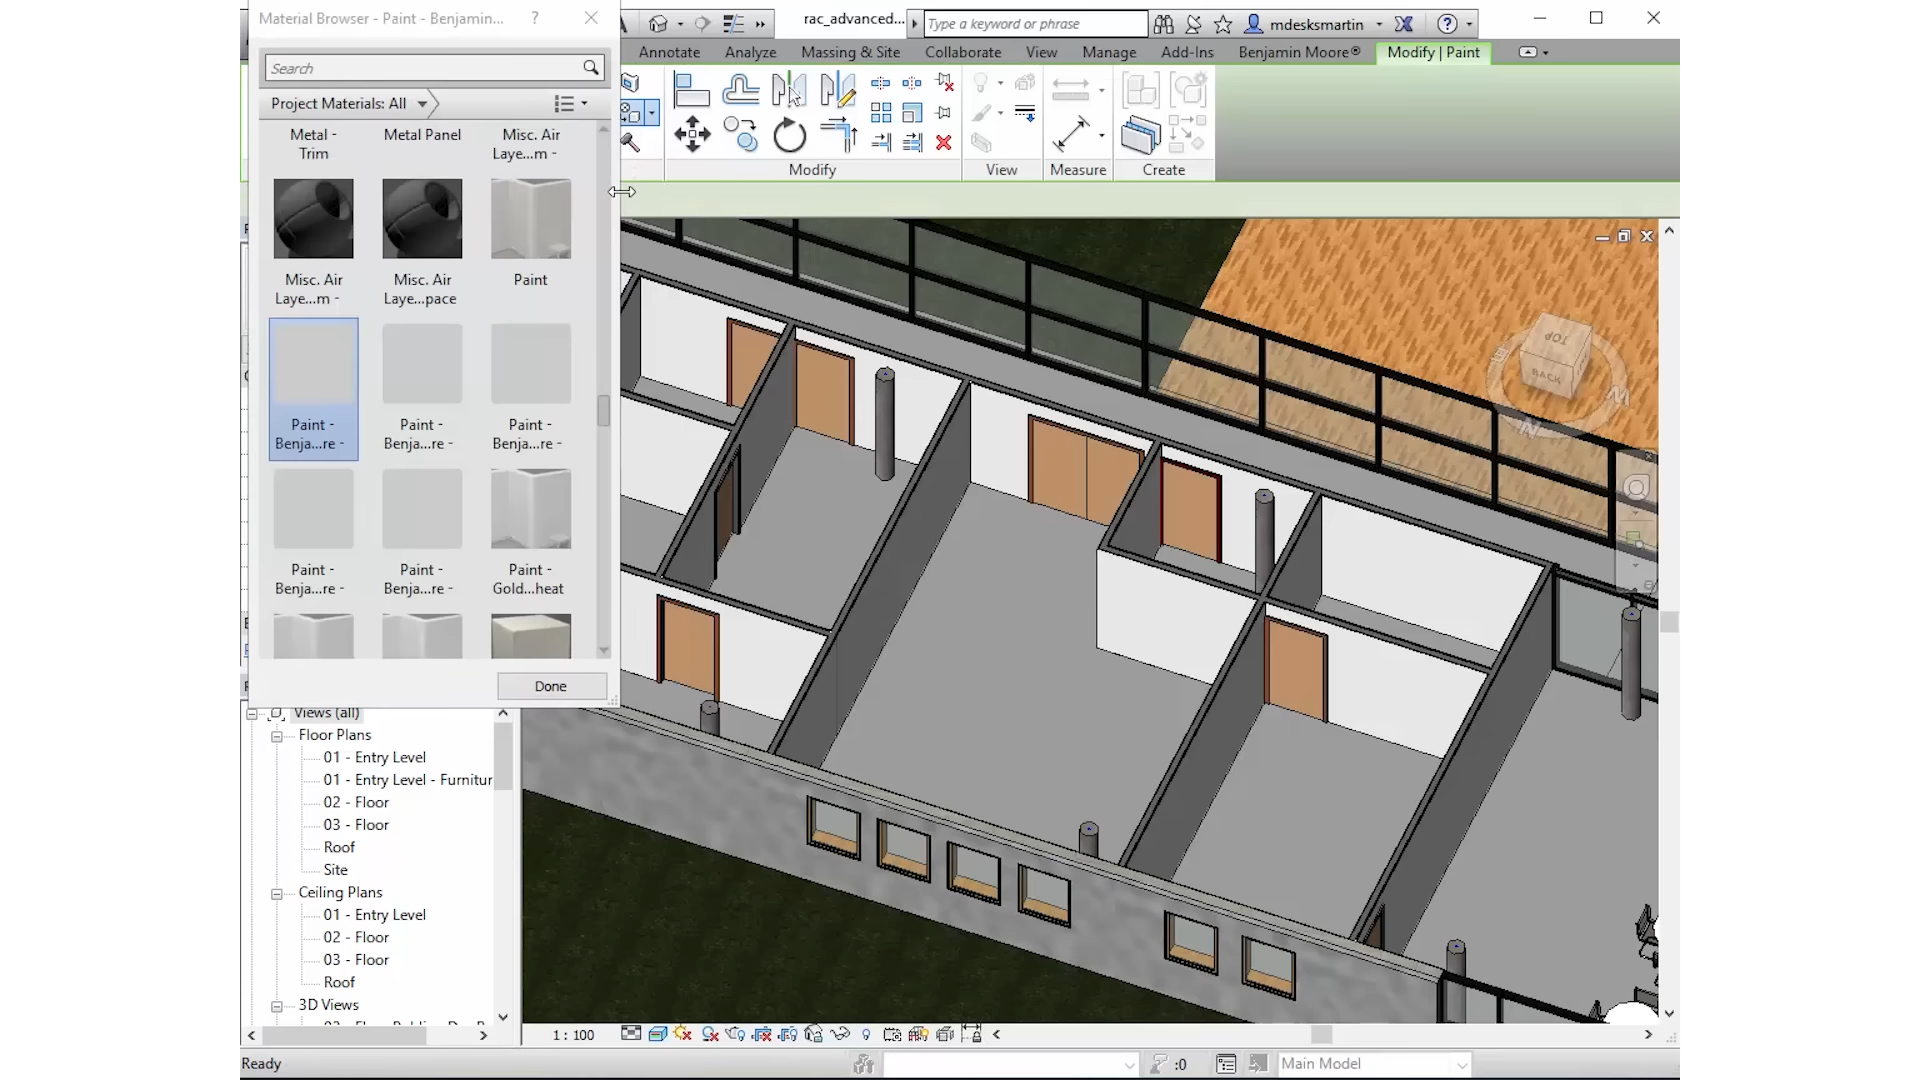 Material Browser - Paint - Benjamin...
?
rac_advanced...
Type a keyword or phrase
mdesksmartin
?
Annotate
Analyze
Massing & Site
Collaborate
View
Manage
Add-Ins
Benjamin Moore®
Modify | Paint
Search
Project Materials: All
Metal -
Trim
Metal Panel
Misc. Air
Laye...m -
Misc. Air
Laye...m -
Misc. Air
Laye...pace
Paint
Paint -
Benja...re -
Paint -
Benja...re -
Paint -
Benja...re -
Paint -
Benja...re -
Paint -
Benja...re -
Paint -
Gold...heat
Done
Modify
View
Measure
Create
TOP
BACK
Views (all)
Floor Plans
01 - Entry Level
01 - Entry Level - Furnitur
02 - Floor
03 - Floor
Roof
Site
Ceiling Plans
01 - Entry Level
02 - Floor
03 - Floor
Roof
3D Views
1 : 100
Ready
:0
Main Model